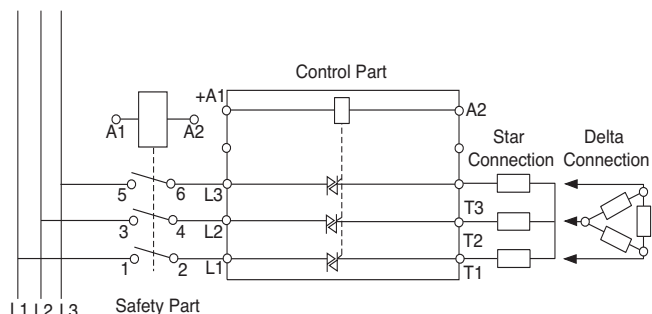 Control Part
+A1
A2
A1
A2
Star
Connection
Delta
Connection
5
6
L3
T3
3
4
L2
T2
1
2
L1
T1
L1 L2 L3
Safety Part